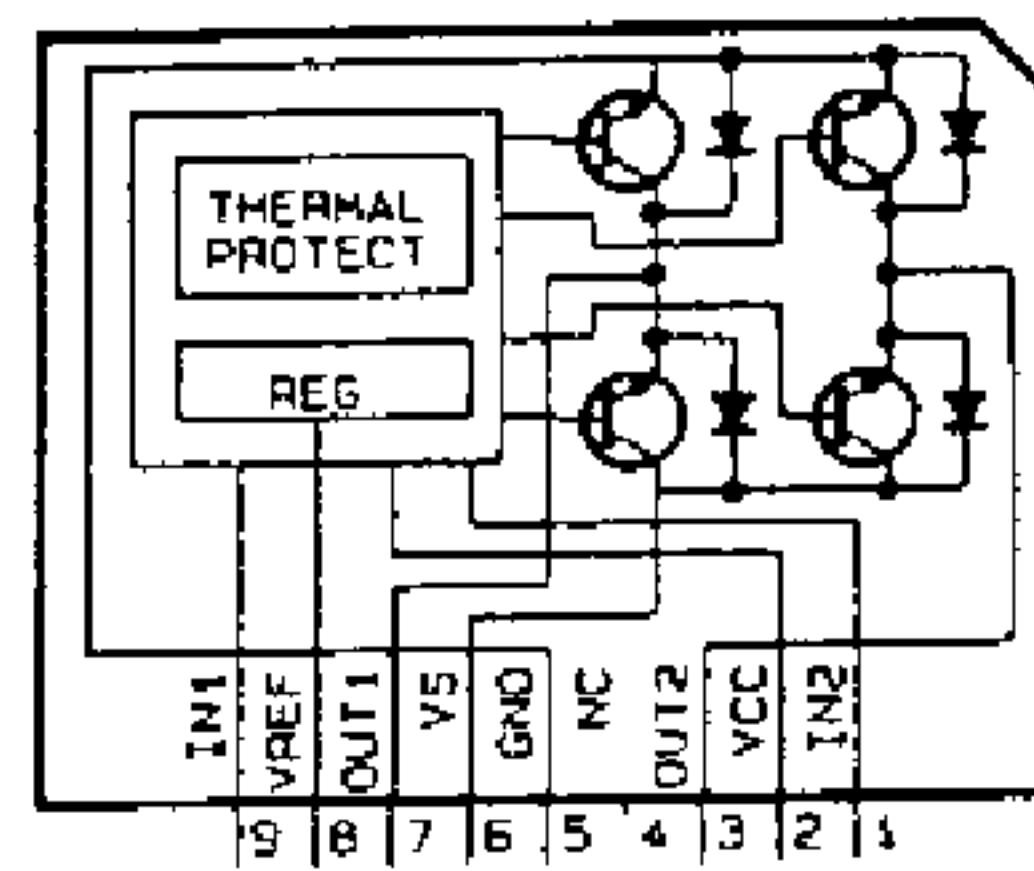 THERMAL
PROTECT
REG
IN1
VREF
OUT1
VS
GND
NC
OUT2
VCC
IN2
9 8 7 6 5 4 3 2 1